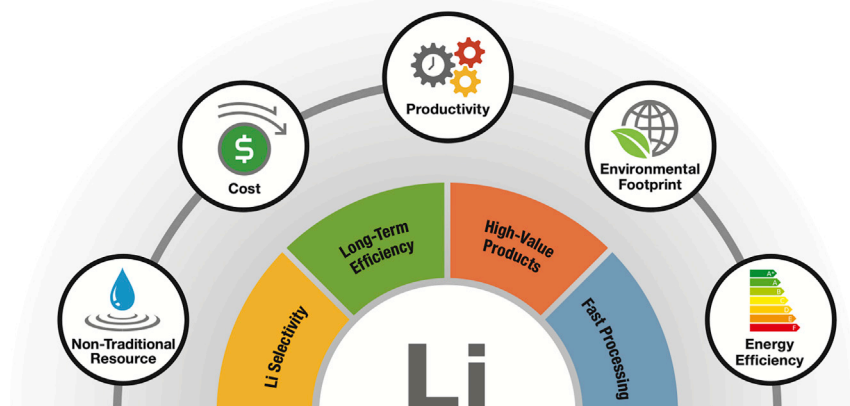 Productivity
$
Cost
Environmental
Footprint
Long-Term
Efficiency
High-Value
Products
Non-Traditional
Resource
Li Selectivity
Fast Processing
A+
A
B
C
D
E
F
Energy
Efficiency
Li